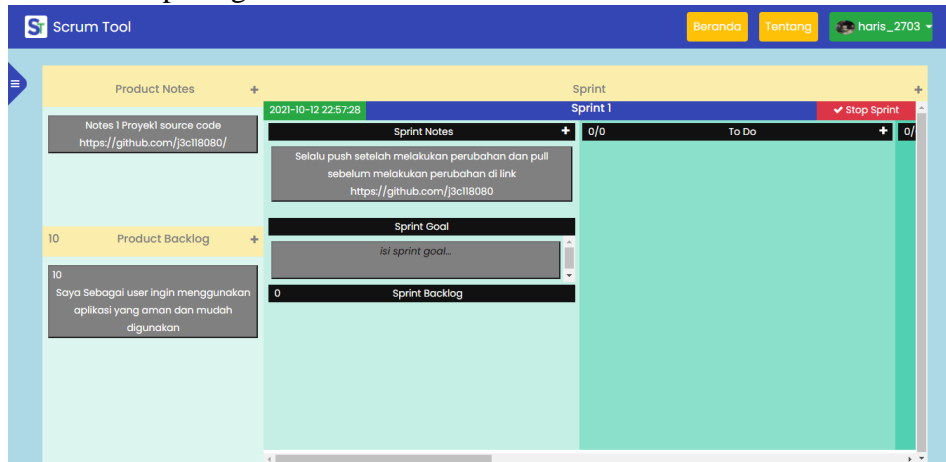 ST Scrum Tool
Beranda
Tentang
haris_2703
Product Notes +
Sprint +
2021-10-12 22:57:28
Sprint 1
Stop Sprint
Notes 1 Proyek1 source code
https://github.com/j3c118080/
Sprint Notes +
0/0 To Do +
0/
Selalu push setelah melakukan perubahan dan pull
sebelum melakukan perubahan di link
https://github.com/j3c118080
Sprint Goal
isi sprint goal...
10 Product Backlog +
0 Sprint Backlog
10
Saya Sebagai user ingin menggunakan
aplikasi yang aman dan mudah
digunakan